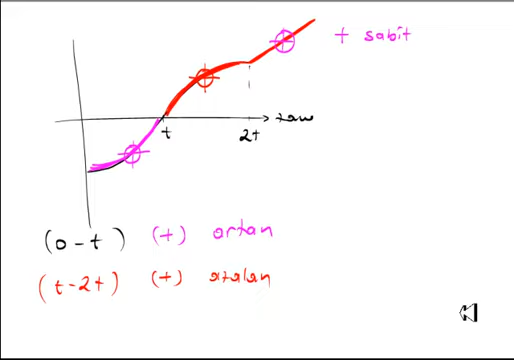 + sabit
t
2t
(0-t) (+) artan
(t-2t) (+) azalan